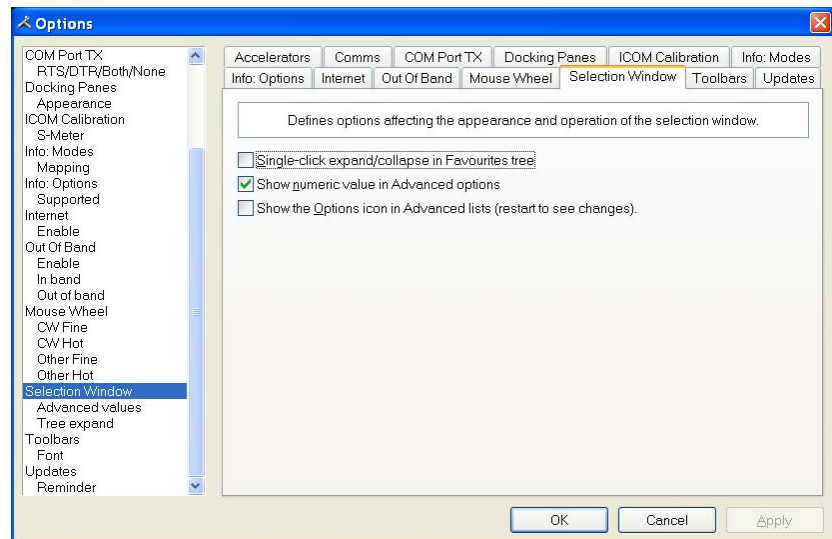 Options
COM Port TX
RTS/DTR/Both/None
Docking Panes
Appearance
ICOM Calibration
S-Meter
Info: Modes
Mapping
Info: Options
Supported
Internet
Enable
Out Of Band
Enable
In band
Out of band
Mouse Wheel
CW Fine
CW Hot
Other Fine
Other Hot
Selection Window
Advanced values
Tree expand
Toolbars
Font
Updates
Reminder
Accelerators Comms COM Port TX Docking Panes ICOM Calibration Info: Modes
Info: Options Internet Out Of Band Mouse Wheel Selection Window Toolbars Updates
Defines options affecting the appearance and operation of the selection window.
Single-click expand/collapse in Favourites tree
Show numeric value in Advanced options
Show the Options icon in Advanced lists (restart to see changes).
OK Cancel Apply